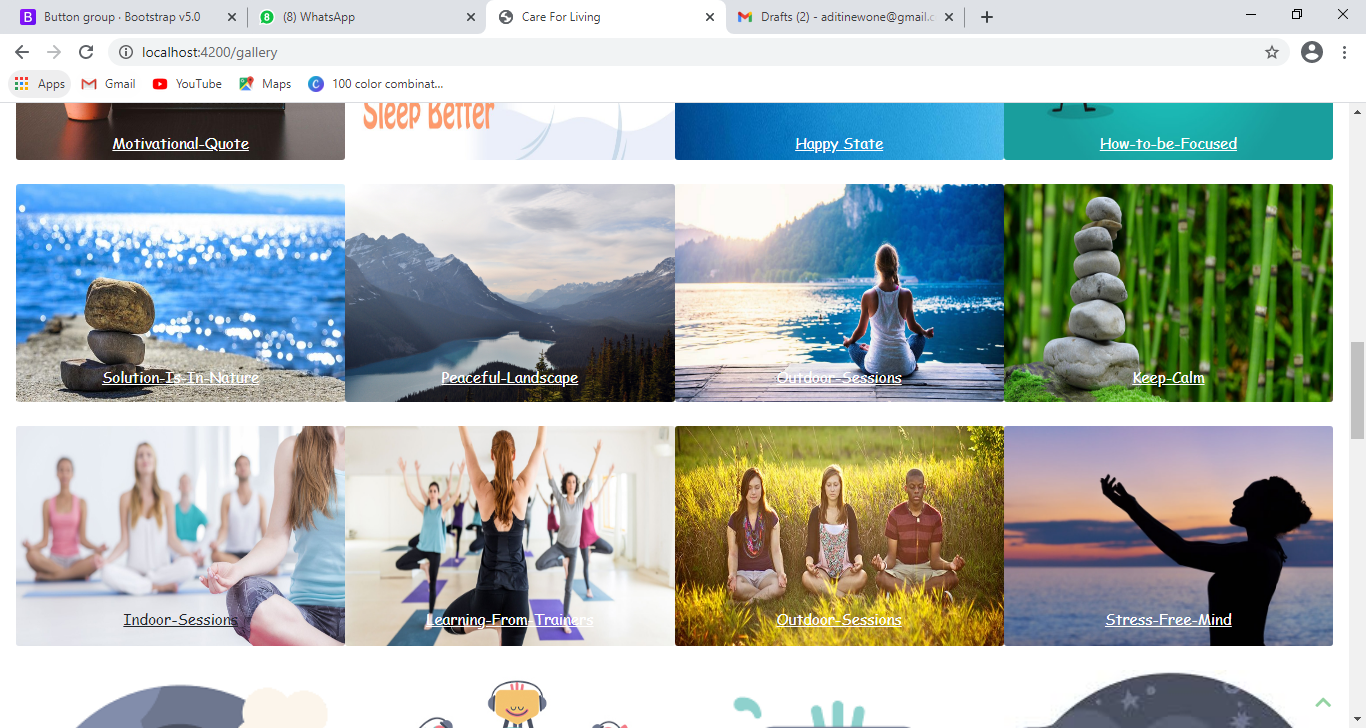 Button group · Bootstrap v5.0
8 (8) WhatsApp
Care For Living
Drafts (2) - aditinewone@gmail.c
localhost:4200/gallery
Apps
Gmail
YouTube
Maps
100 color combinat...
Sleep Better
Motivational-Quote
Happy State
How-to-be-Focused
Solution-Is-In-Nature
Peaceful-Landscape
Outdoor-Sessions
Keep-Calm
Indoor-Sessions
Learning-From-Trainers
Outdoor-Sessions
Stress-Free-Mind